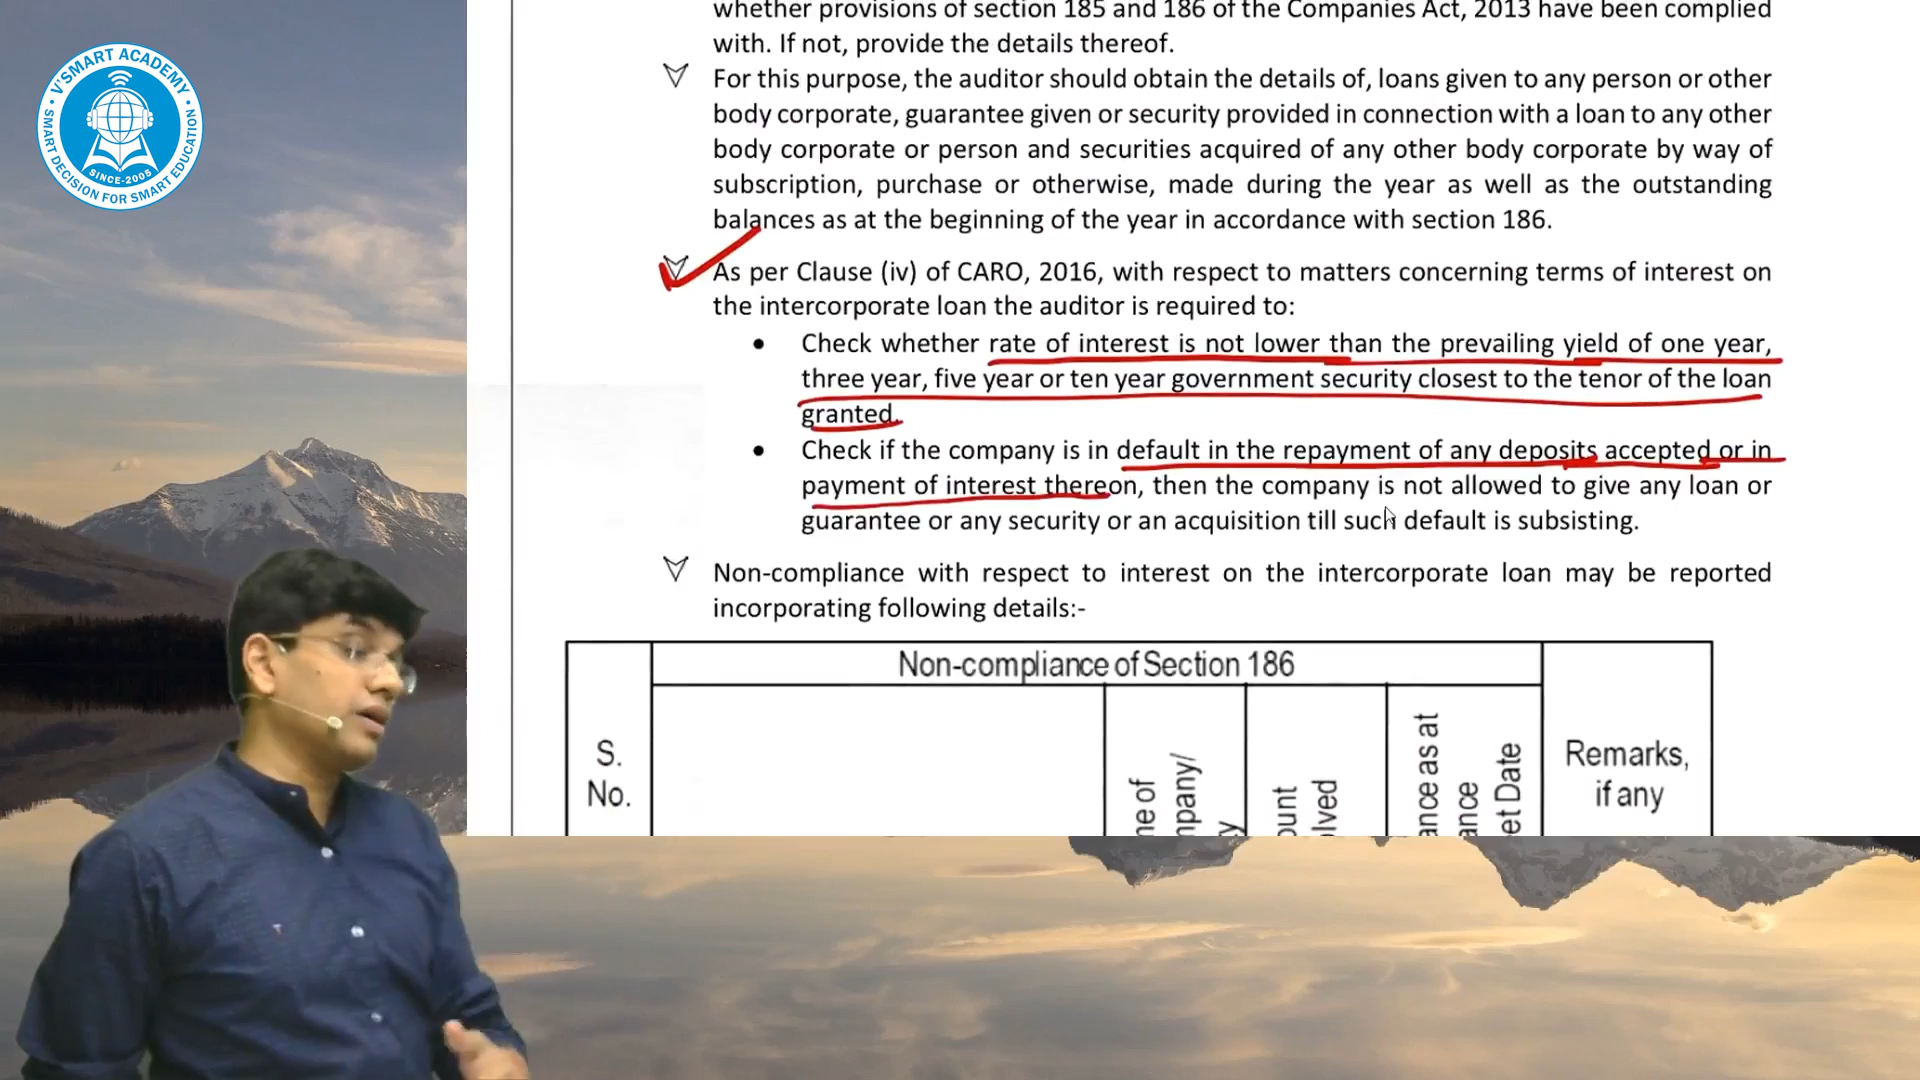 V'SMART ACADEMY
SMART DECISION FOR SMART EDUCATION
SINCE-2005
whether provisions of section 185 and 186 of the Companies Act, 2013 have been complied
with. If not, provide the details thereof.
For this purpose, the auditor should obtain the details of, loans given to any person or other
body corporate, guarantee given or security provided in connection with a loan to any other
body corporate or person and securities acquired of any other body corporate by way of
subscription, purchase or otherwise, made during the year as well as the outstanding
balances as at the beginning of the year in accordance with section 186.
As per Clause (iv) of CARO, 2016, with respect to matters concerning terms of interest on
the intercorporate loan the auditor is required to:
• Check whether rate of interest is not lower than the prevailing yield of one year,
three year, five year or ten year government security closest to the tenor of the loan
granted.
• Check if the company is in default in the repayment of any deposits accepted or in
payment of interest thereon, then the company is not allowed to give any loan or
guarantee or any security or an acquisition till such default is subsisting.
Non-compliance with respect to interest on the intercorporate loan may be reported
incorporating following details:-
Non-compliance of Section 186
S.
No.
Remarks,
if any